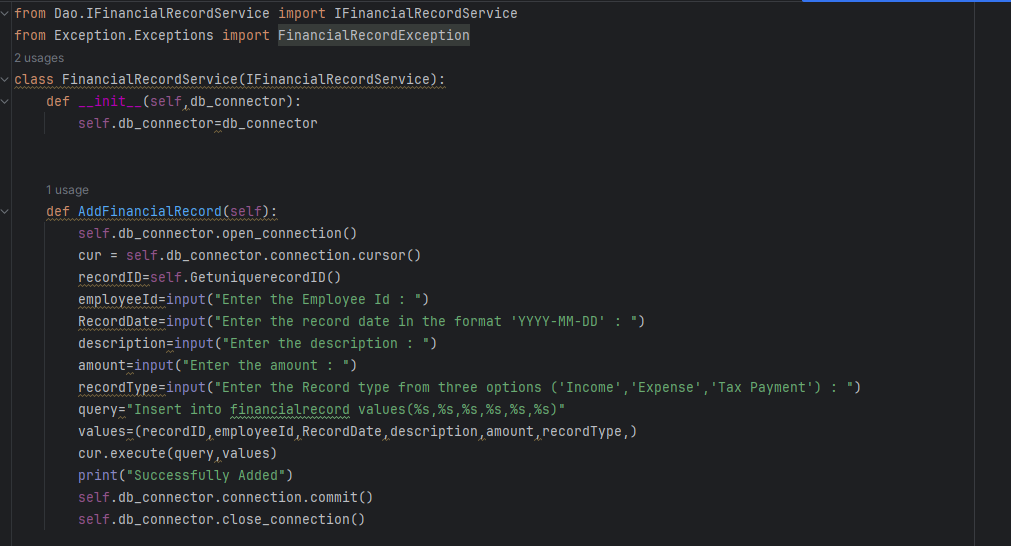 from Dao.IFinancialRecordService import IFinancialRecordService
from Exception.Exceptions import FinancialRecordException
2 usages
class FinancialRecordService(IFinancialRecordService):
    def __init__(self,db_connector):
        self.db_connector=db_connector
1 usage
    def AddFinancialRecord(self):
        self.db_connector.open_connection()
        cur = self.db_connector.connection.cursor()
        recordID=self.GetuniquerecordID()
        employeeId=input("Enter the Employee Id : ")
        RecordDate=input("Enter the record date in the format 'YYYY-MM-DD' : ")
        description=input("Enter the description : ")
        amount=input("Enter the amount : ")
        recordType=input("Enter the Record type from three options ('Income','Expense','Tax Payment') : ")
        query="Insert into financialrecord values(%s,%s,%s,%s,%s,%s)"
        values=(recordID,employeeId,RecordDate,description,amount,recordType,)
        cur.execute(query,values)
        print("Successfully Added")
        self.db_connector.connection.commit()
        self.db_connector.close_connection()